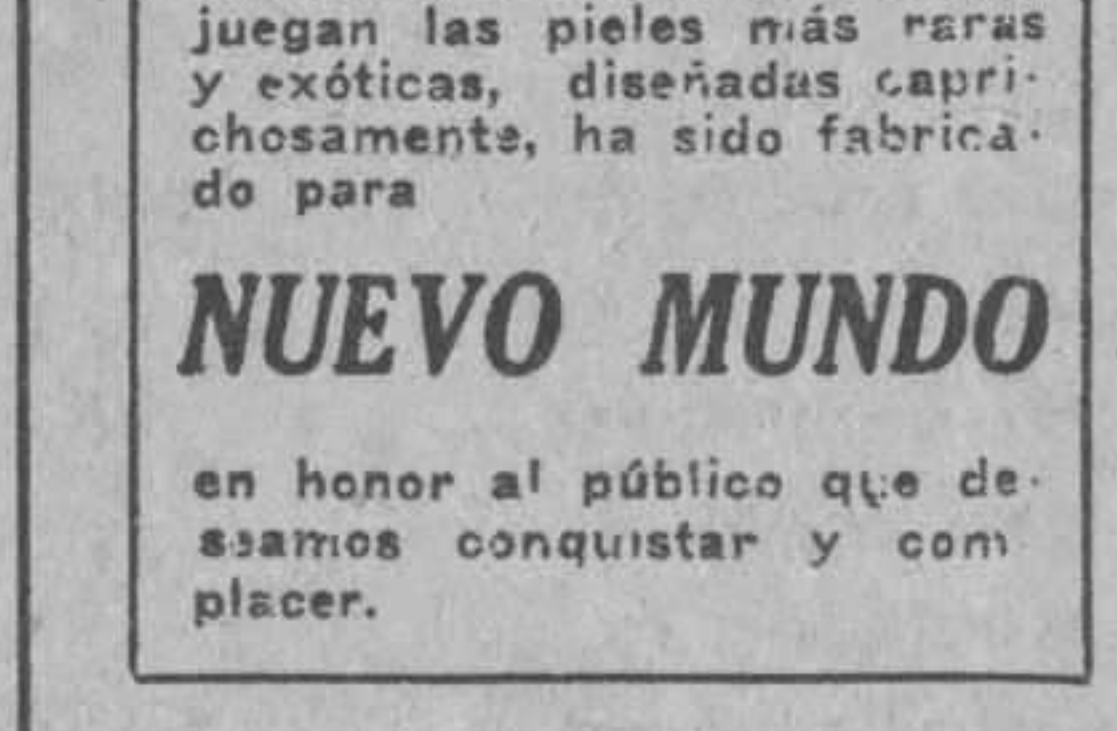 juegan las pieles más raras
y exóticas, diseñadas capri-
chosamente, ha sido fabrica-
do para
NUEVO MUNDO
en honor al público que de-
seamos conquistar y com
placer.